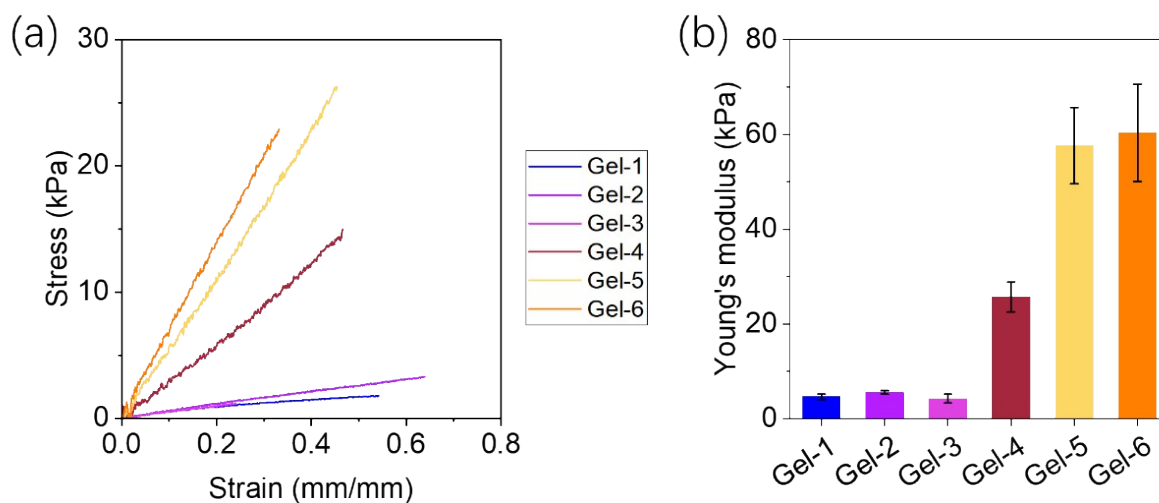 (a)
30
20
10
0
Stress (kPa)
0.0 0.2 0.4 0.6 0.8
Strain (mm/mm)
Gel-1
Gel-2
Gel-3
Gel-4
Gel-5
Gel-6
(b)
80
60
40
20
0
Young's modulus (kPa)
Gel-1 Gel-2 Gel-3 Gel-4 Gel-5 Gel-6